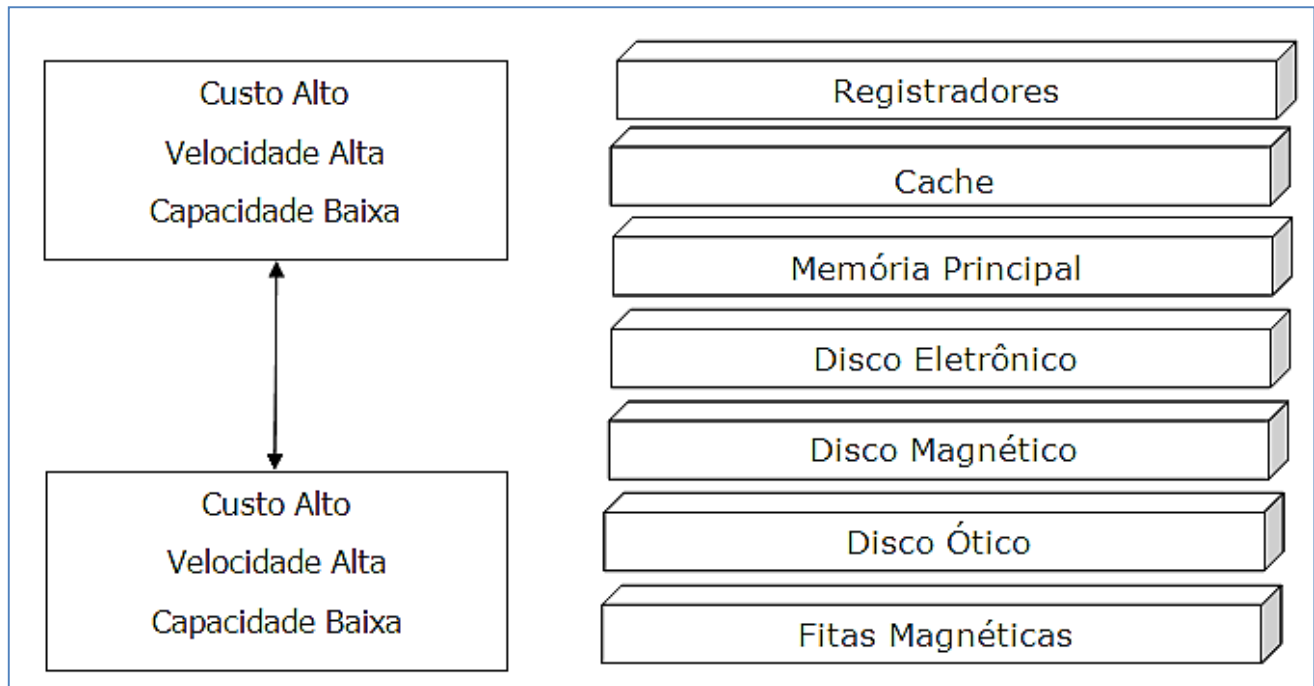 Custo Alto
Velocidade Alta
Capacidade Baixa
Custo Alto
Velocidade Alta
Capacidade Baixa
Registradores
Cache
Memória Principal
Disco Eletrônico
Disco Magnético
Disco Ótico
Fitas Magnéticas